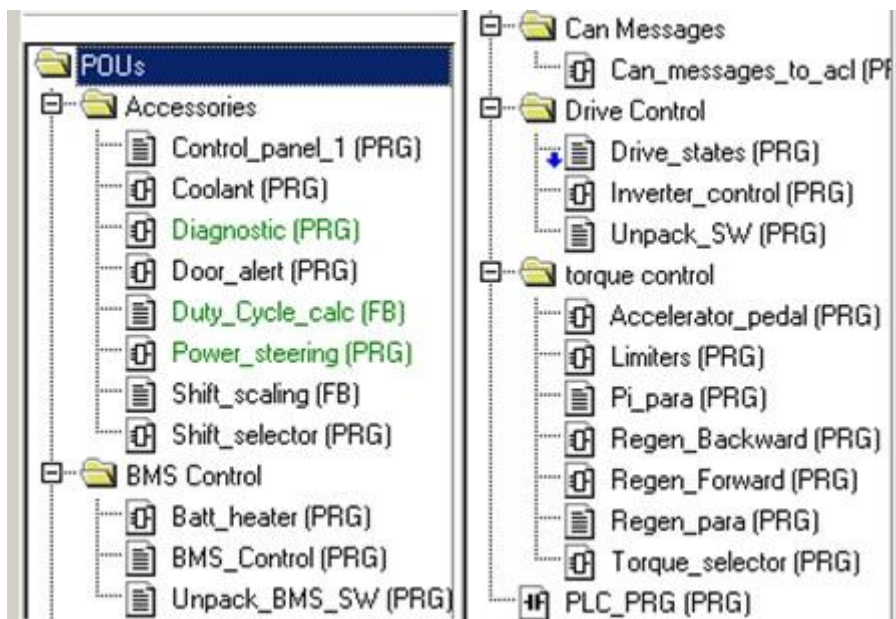 POUs
Accessories
Control_panel_1 (PRG)
Coolant (PRG)
Diagnostic (PRG)
Door_alert (PRG)
Duty_Cycle_calc (FB)
Power_steering (PRG)
Shift_scaling (FB)
Shift_selector (PRG)
BMS Control
Batt_heater (PRG)
BMS_Control (PRG)
Unpack_BMS_SW (PRG)
Can Messages
Can_messages_to_acl (PF
Drive Control
Drive_states (PRG)
Inverter_control (PRG)
Unpack_SW (PRG)
torque control
Accelerator_pedal (PRG)
Limiters (PRG)
Pi_para (PRG)
Regen_Backward (PRG)
Regen_Forward (PRG)
Regen_para (PRG)
Torque_selector (PRG)
PLC_PRG (PRG)